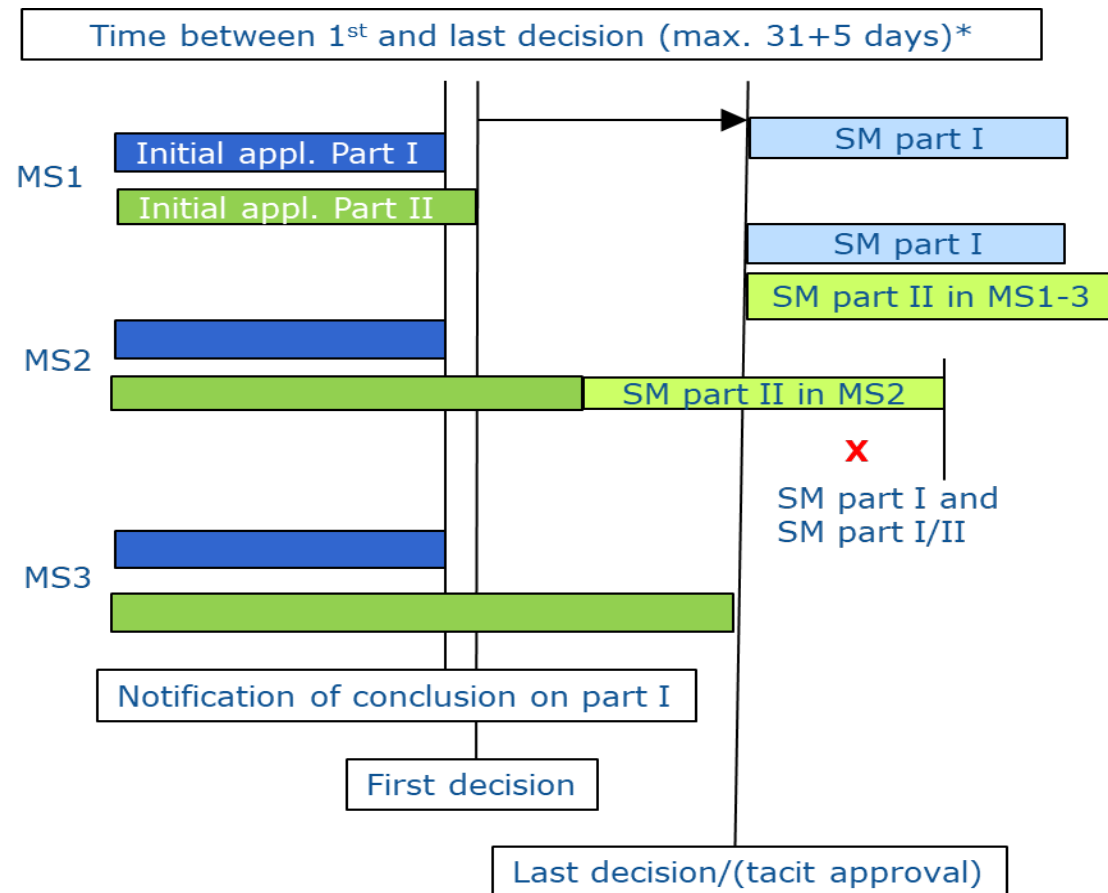 Time between 1st and last decision (max. 31+5 days)*
MS1
Initial appl. Part I
SM part I
Initial appl. Part II
SM part I
SM part II in MS1-3
MS2
SM part II in MS2
x
SM part I and
SM part I/II
MS3
Notification of conclusion on part I
First decision
Last decision/(tacit approval)